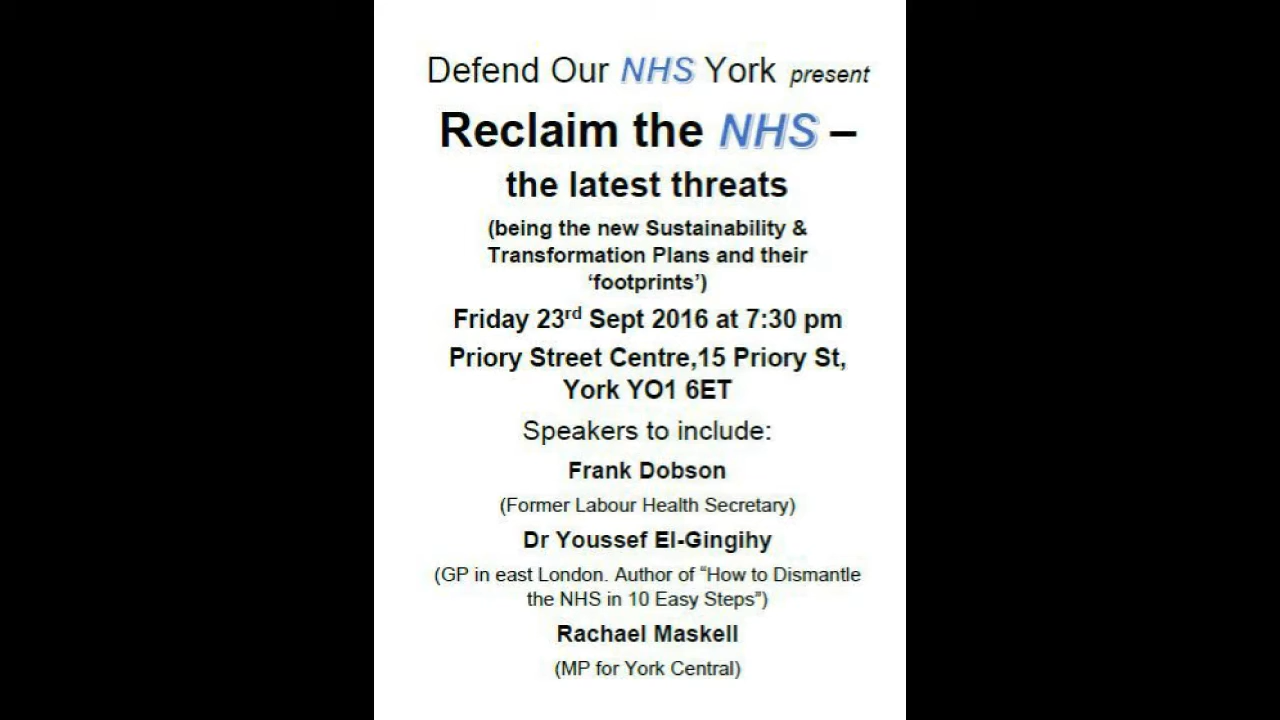 Defend Our NHS York present
Reclaim the NHS –
the latest threats
(being the new Sustainability &
Transformation Plans and their
‘footprints’)
Friday 23rd Sept 2016 at 7:30 pm
Priory Street Centre,15 Priory St,
York YO1 6ET
Speakers to include:
Frank Dobson
(Former Labour Health Secretary)
Dr Youssef El-Gingihy
(GP in east London. Author of “How to Dismantle
the NHS in 10 Easy Steps”)
Rachael Maskell
(MP for York Central)